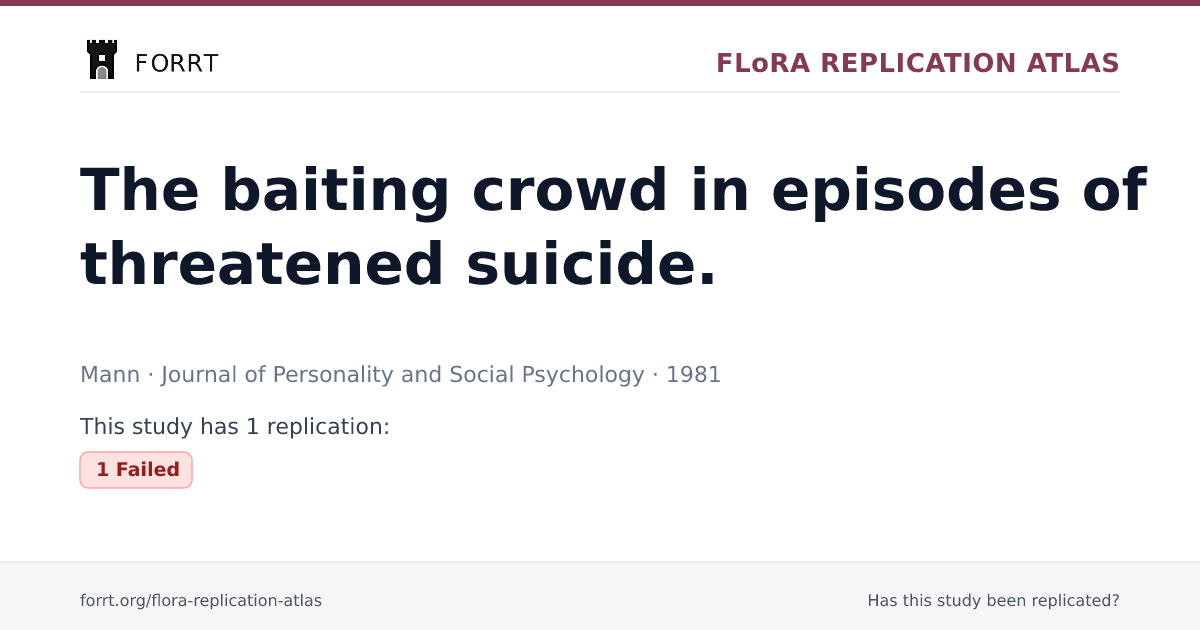 FORRT
FLoRA REPLICATION ATLAS
The baiting crowd in episodes of
threatened suicide.
Mann · Journal of Personality and Social Psychology · 1981
This study has 1 replication:
1 Failed
forrt.org/flora-replication-atlas
Has this study been replicated?